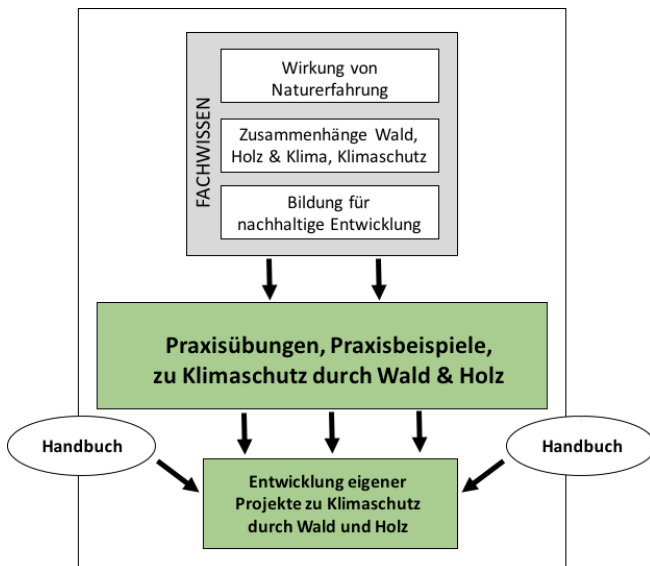 FACHWISSEN
Wirkung von
Naturerfahrung
Zusammenhänge Wald,
Holz & Klima, Klimaschutz
Bildung für
nachhaltige Entwicklung
Praxisübungen, Praxisbeispiele,
zu Klimaschutz durch Wald & Holz
Handbuch
Handbuch
Entwicklung eigener
Projekte zu Klimaschutz
durch Wald und Holz